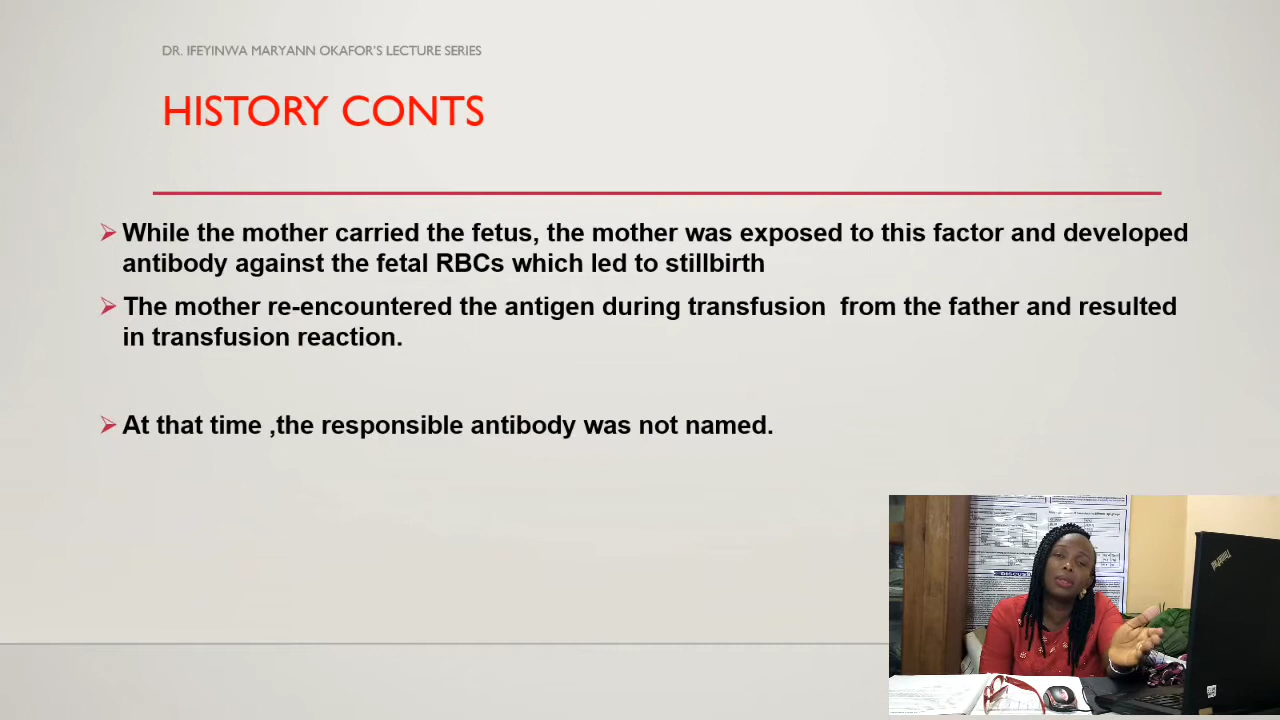 DR. IFEYINWA MARYANN OKAFOR'S LECTURE SERIES
HISTORY CONTS
While the mother carried the fetus, the mother was exposed to this factor and developed
antibody against the fetal RBCs which led to stillbirth
The mother re-encountered the antigen during transfusion from the father and resulted
in transfusion reaction.
At that time ,the responsible antibody was not named.
ThinkPad